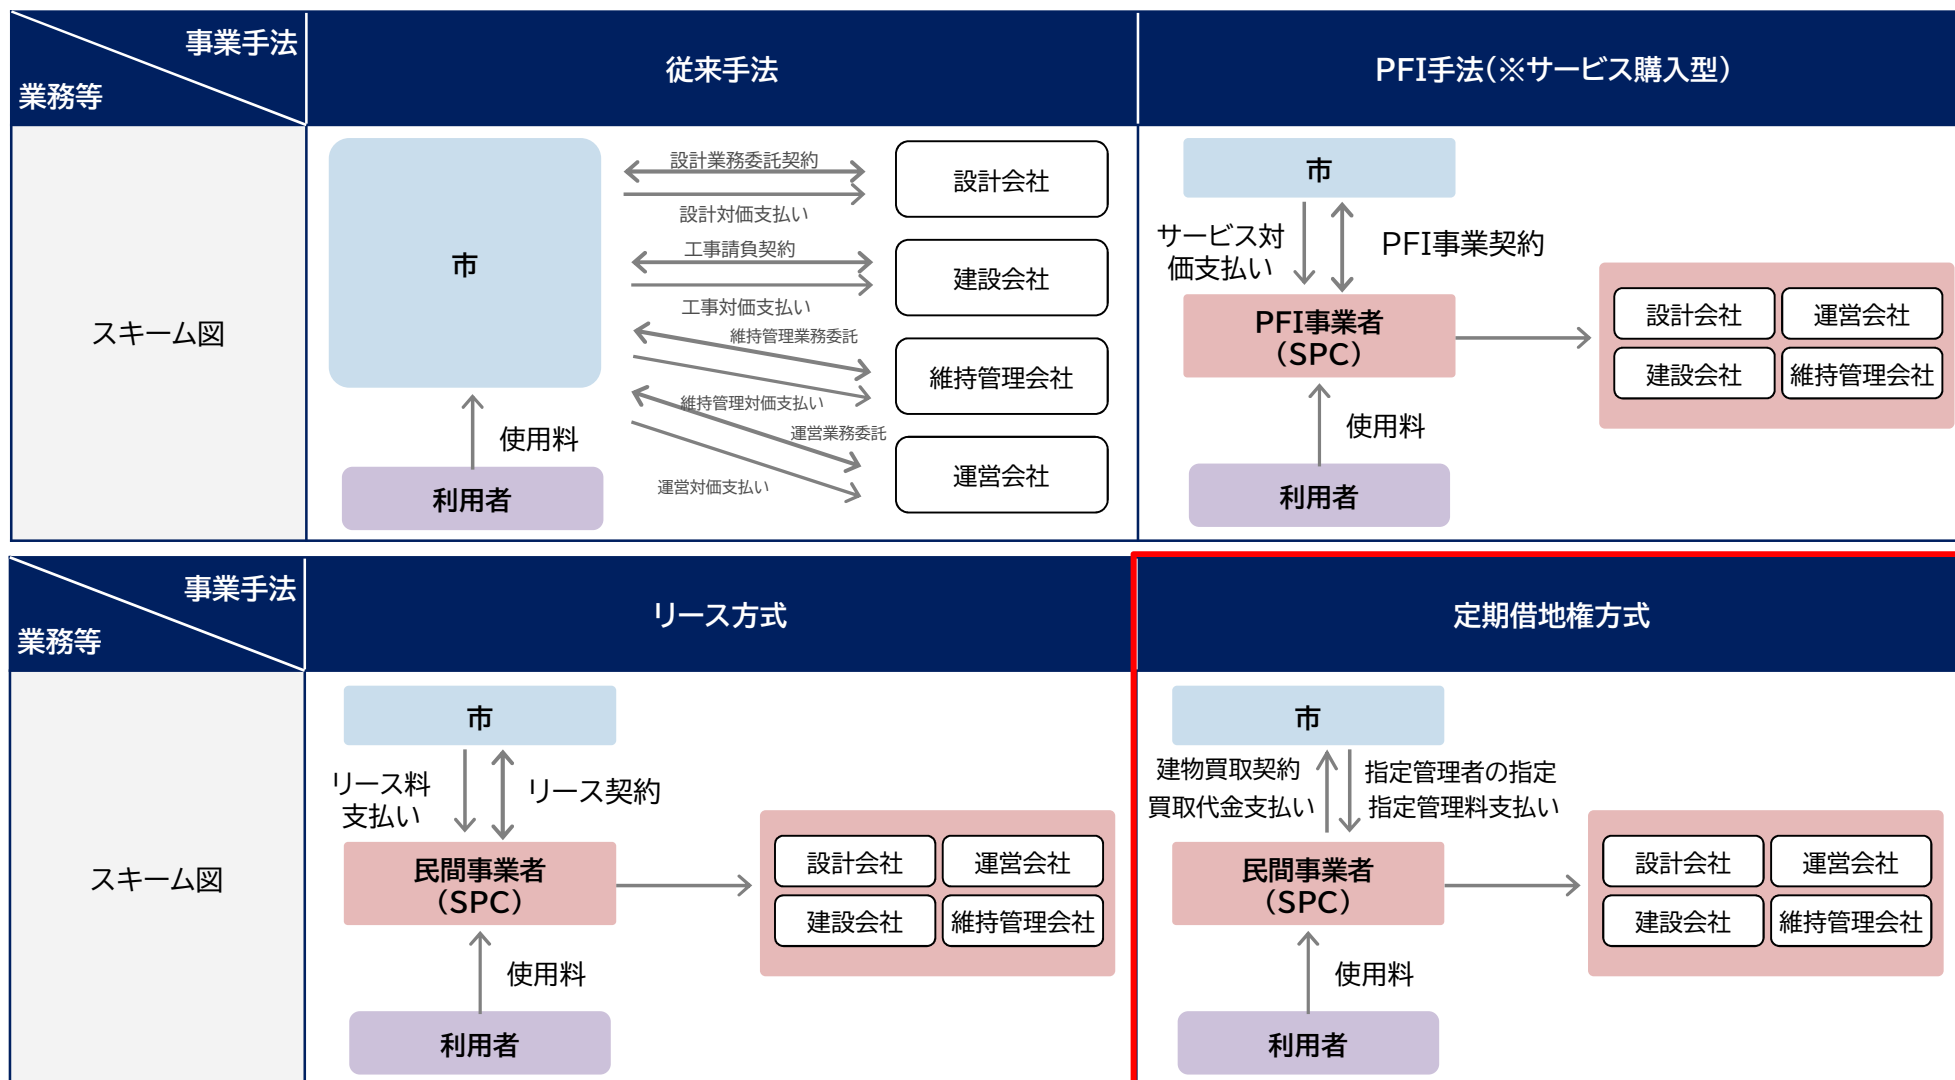 事業手法
業務等
従来手法
PFI手法(※サービス購入型)
スキーム図
市
設計業務委託契約
設計対価支払い
工事請負契約
工事対価支払い
維持管理業務委託
維持管理対価支払い
運営業務委託
運営対価支払い
設計会社
建設会社
維持管理会社
運営会社
使用料
利用者
市
サービス対
価支払い
PFI事業契約
PFI事業者
(SPC)
設計会社
運営会社
建設会社
維持管理会社
使用料
利用者
事業手法
業務等
リース方式
定期借地権方式
スキーム図
市
リース料
支払い
リース契約
民間事業者
(SPC)
設計会社
運営会社
建設会社
維持管理会社
使用料
利用者
市
建物買取契約
買取代金支払い
指定管理者の指定
指定管理料支払い
民間事業者
(SPC)
設計会社
運営会社
建設会社
維持管理会社
使用料
利用者